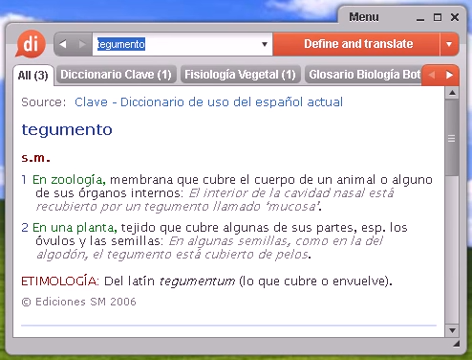 Menu
di
tegumento
Define and translate
All (3)
Diccionario Clave (1)
Fisiología Vegetal (1)
Glosario Biología Bot
Source: Clave - Diccionario de uso del español actual
tegumento
s.m.
1 En zoología, membrana que cubre el cuerpo de un animal o alguno
de sus órganos internos: El interior de la cavidad nasal está
recubierto por un tegumento llamado ‘mucosa’.
2 En una planta, tejido que cubre algunas de sus partes, esp. los
óvulos y las semillas: En algunas semillas, como en la del
algodón, el tegumento está cubierto de pelos.
ETIMOLOGÍA: Del latín tegumentum (lo que cubre o envuelve).
© Ediciones SM 2006